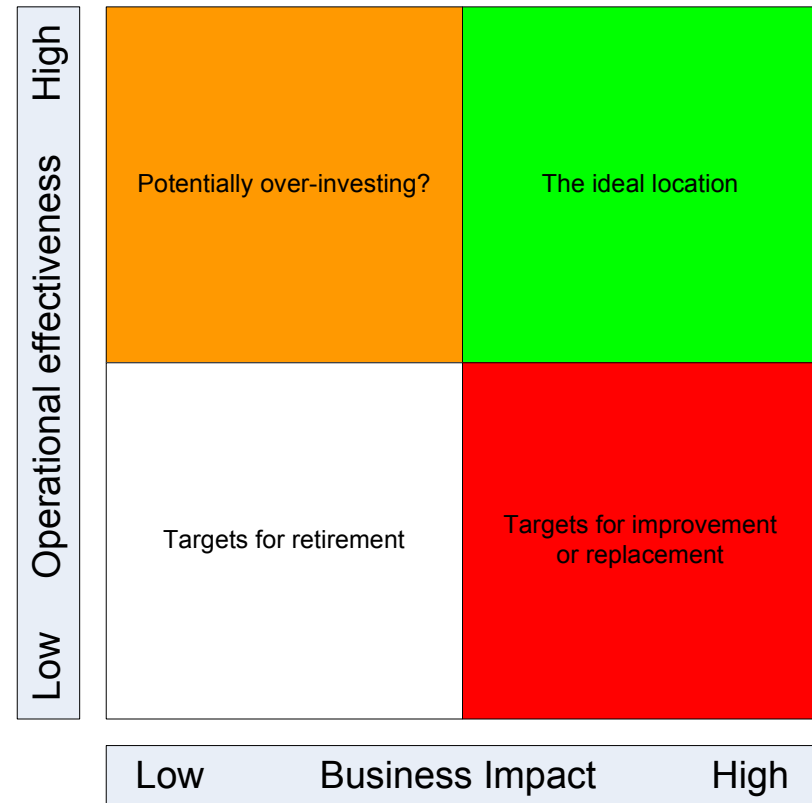 High
Operational effectiveness
Low
Potentially over-investing?
The ideal location
Targets for retirement
Targets for improvement
or replacement
Low Business Impact High